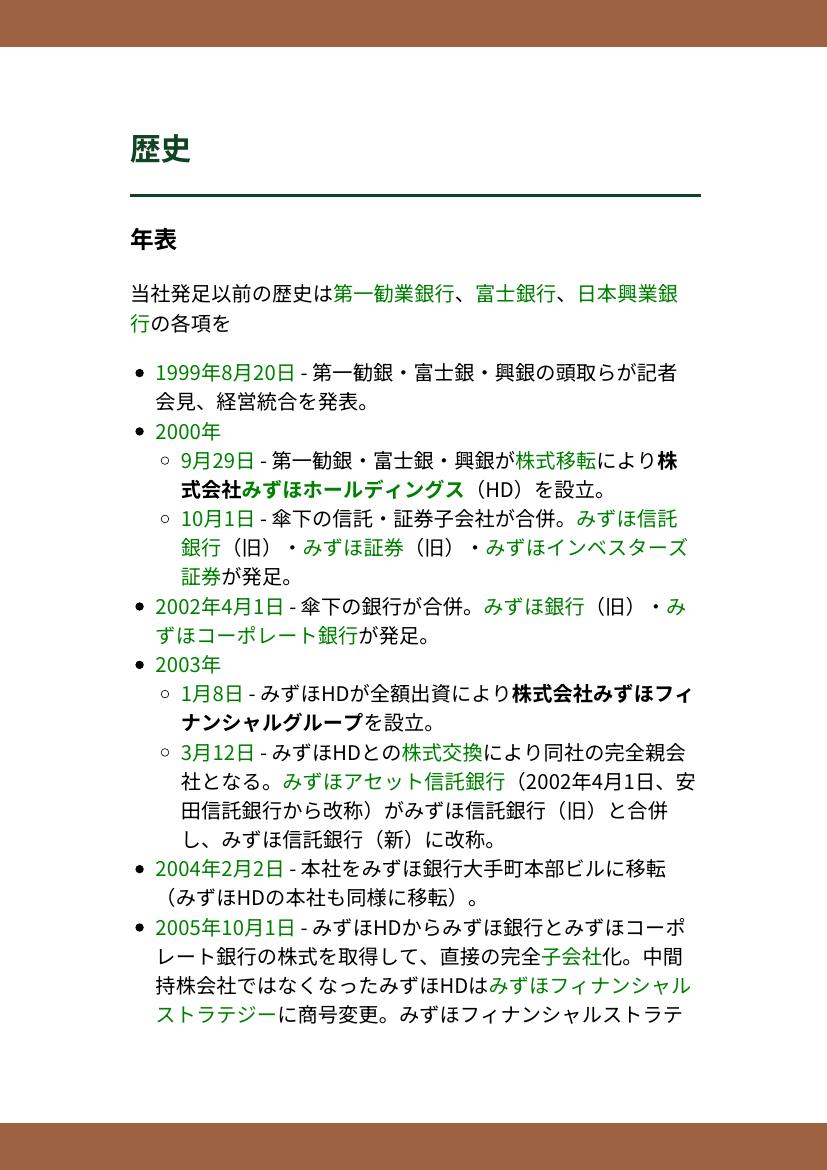 歴史
年表
当社発足以前の歴史は第一勧業銀行、富士銀行、日本興業銀
行の各項を
• 1999年8月20日 - 第一勧銀・富士銀・興銀の頭取らが記者
会見、経営統合を発表。
• 2000年
○ 9月29日 - 第一勧銀・富士銀・興銀が株式移転により株
式会社みずほホールディングス（HD）を設立。
○ 10月1日 - 傘下の信託・証券子会社が合併。みずほ信託
銀行（旧）・みずほ証券（旧）・みずほインベスターズ
証券が発足。
• 2002年4月1日 - 傘下の銀行が合併。みずほ銀行（旧）・み
ずほコーポレート銀行が発足。
• 2003年
○ 1月8日 - みずほHDが全額出資により株式会社みずほフィ
ナンシャルグループを設立。
○ 3月12日 - みずほHDとの株式交換により同社の完全親会
社となる。みずほアセット信託銀行（2002年4月1日、安
田信託銀行から改称）がみずほ信託銀行（旧）と合併
し、みずほ信託銀行（新）に改称。
• 2004年2月2日 - 本社をみずほ銀行大手町本部ビルに移転
（みずほHDの本社も同様に移転）。
• 2005年10月1日 - みずほHDからみずほ銀行とみずほコーポ
レート銀行の株式を取得して、直接の完全子会社化。中間
持株会社ではなくなったみずほHDはみずほフィナンシャル
ストラテジーに商号変更。みずほフィナンシャルストラテ